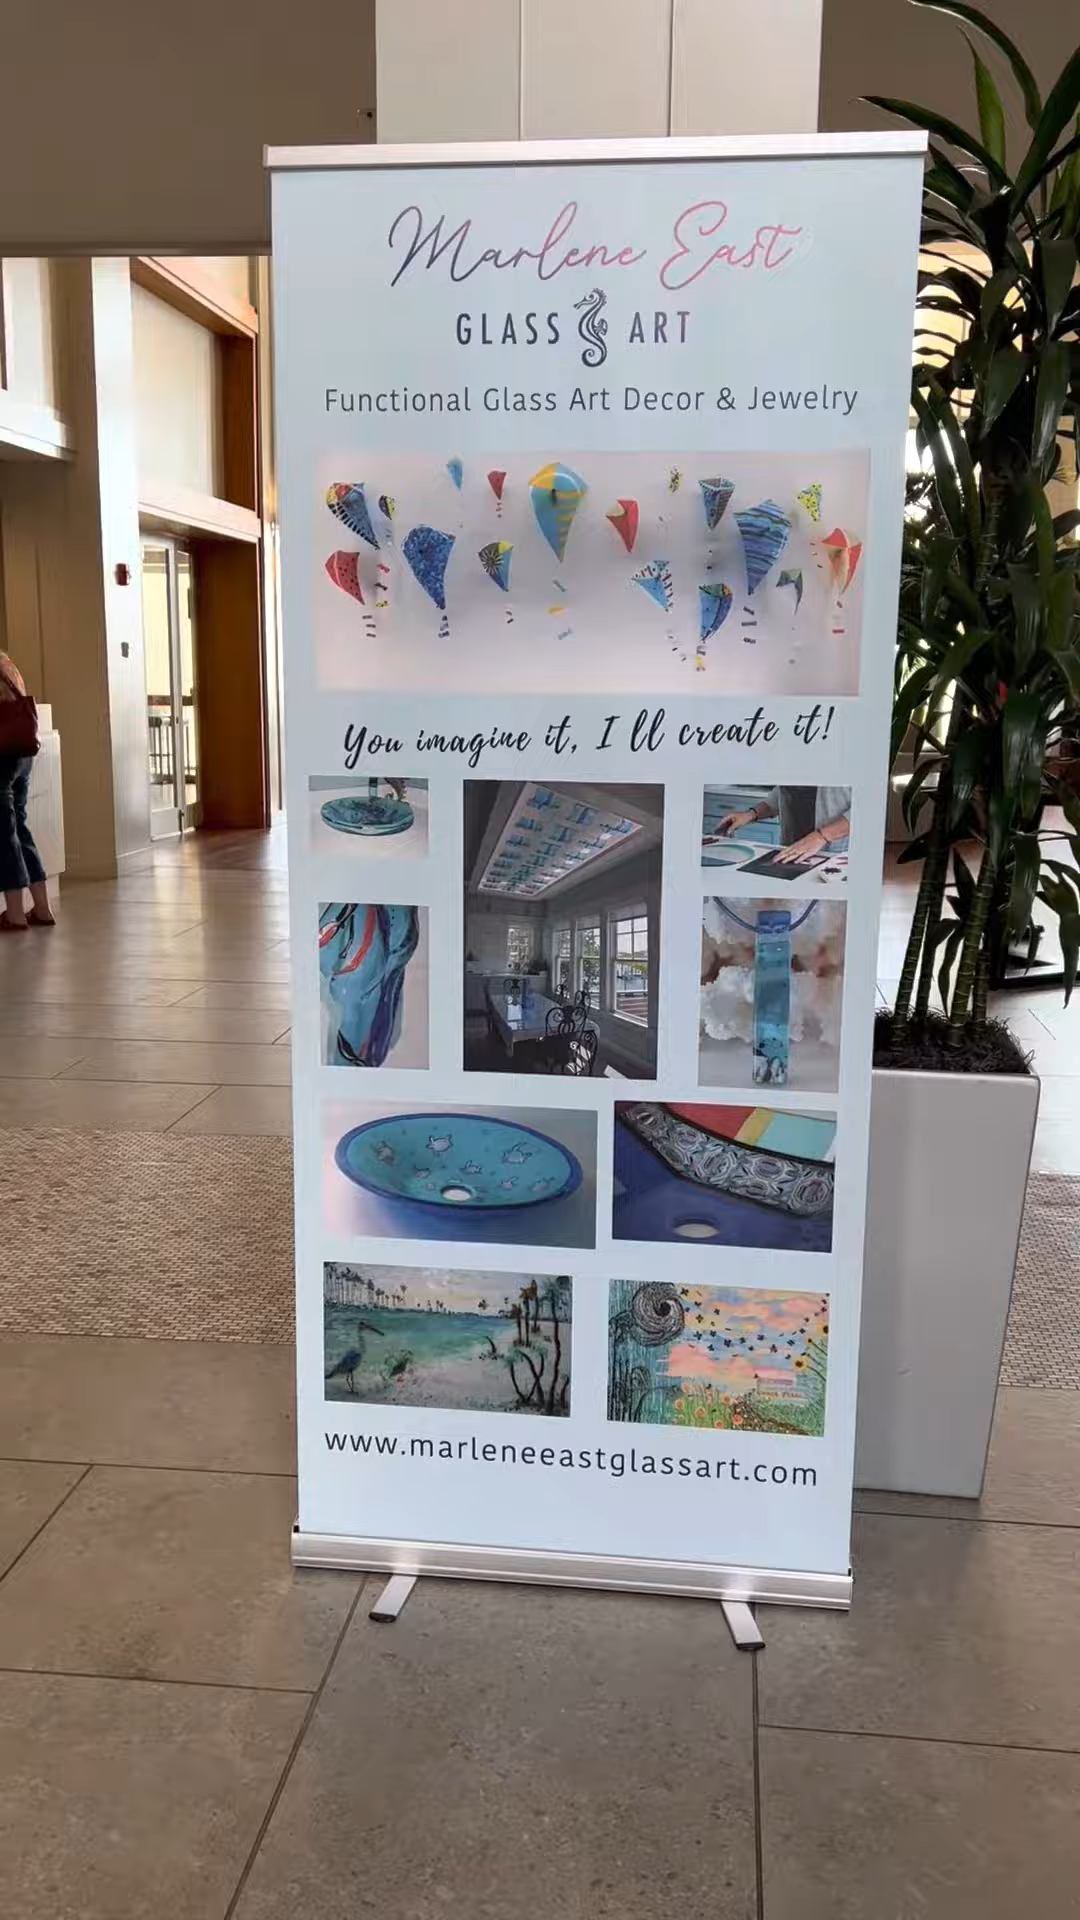 Marlene East
GLASS ART
Functional Glass Art Decor & Jewelry
You imagine it, I ll create it!
www.marleneeastglassart.com